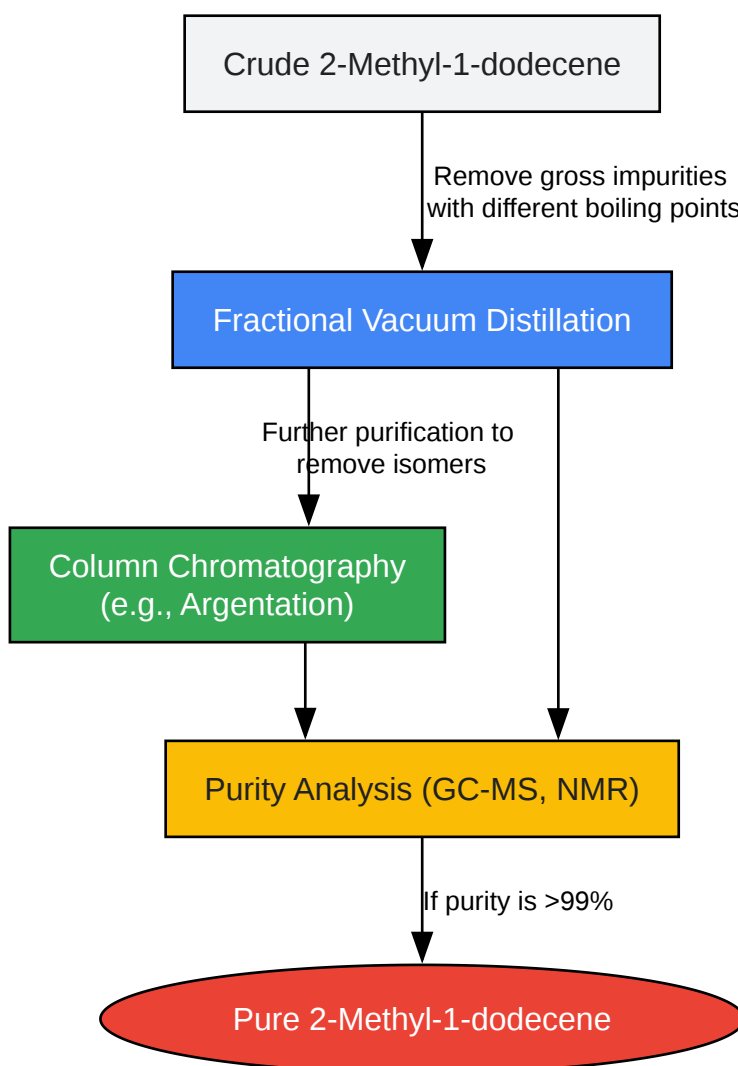 Crude 2-Methyl-1-dodecene
Remove gross impurities
with different boiling points
Fractional Vacuum Distillation
Further purification to
remove isomers
Column Chromatography
(e.g., Argentation)
Purity Analysis (GC-MS, NMR)
If purity is >99%
Pure 2-Methyl-1-dodecene